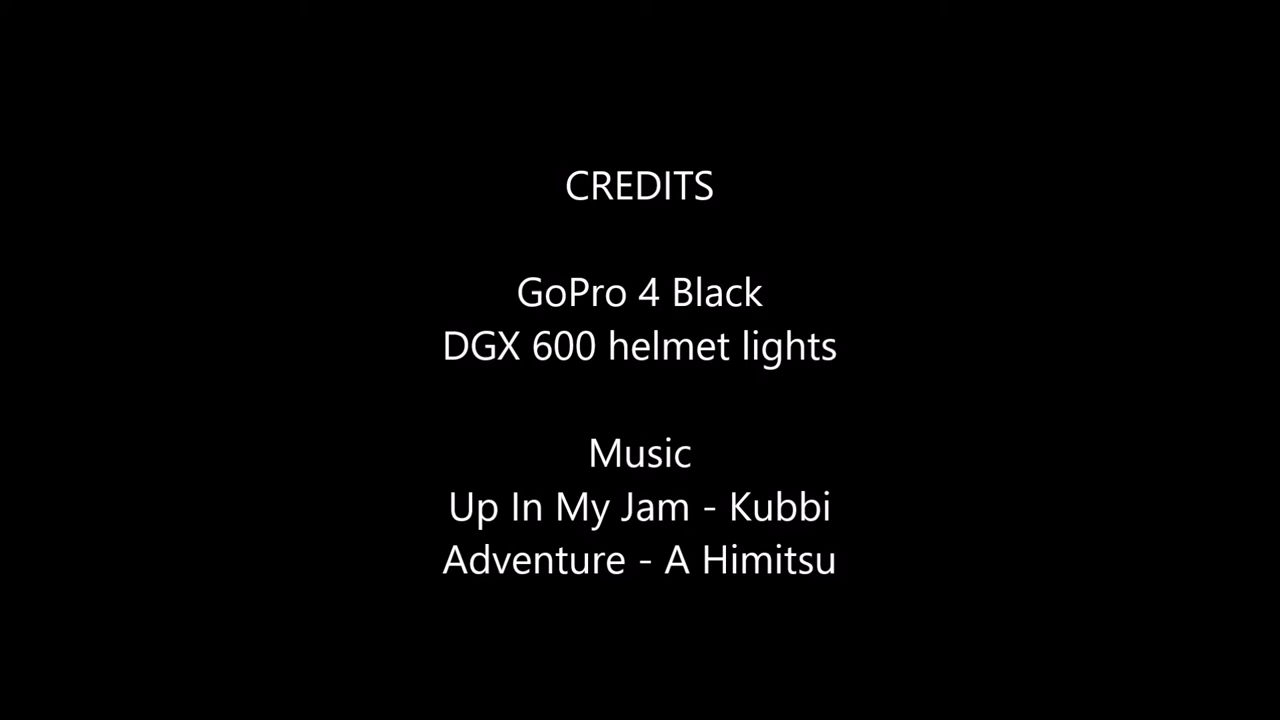 CREDITS
GoPro 4 Black
DGX 600 helmet lights
Music
Up In My Jam - Kubbi
Adventure - A Himitsu